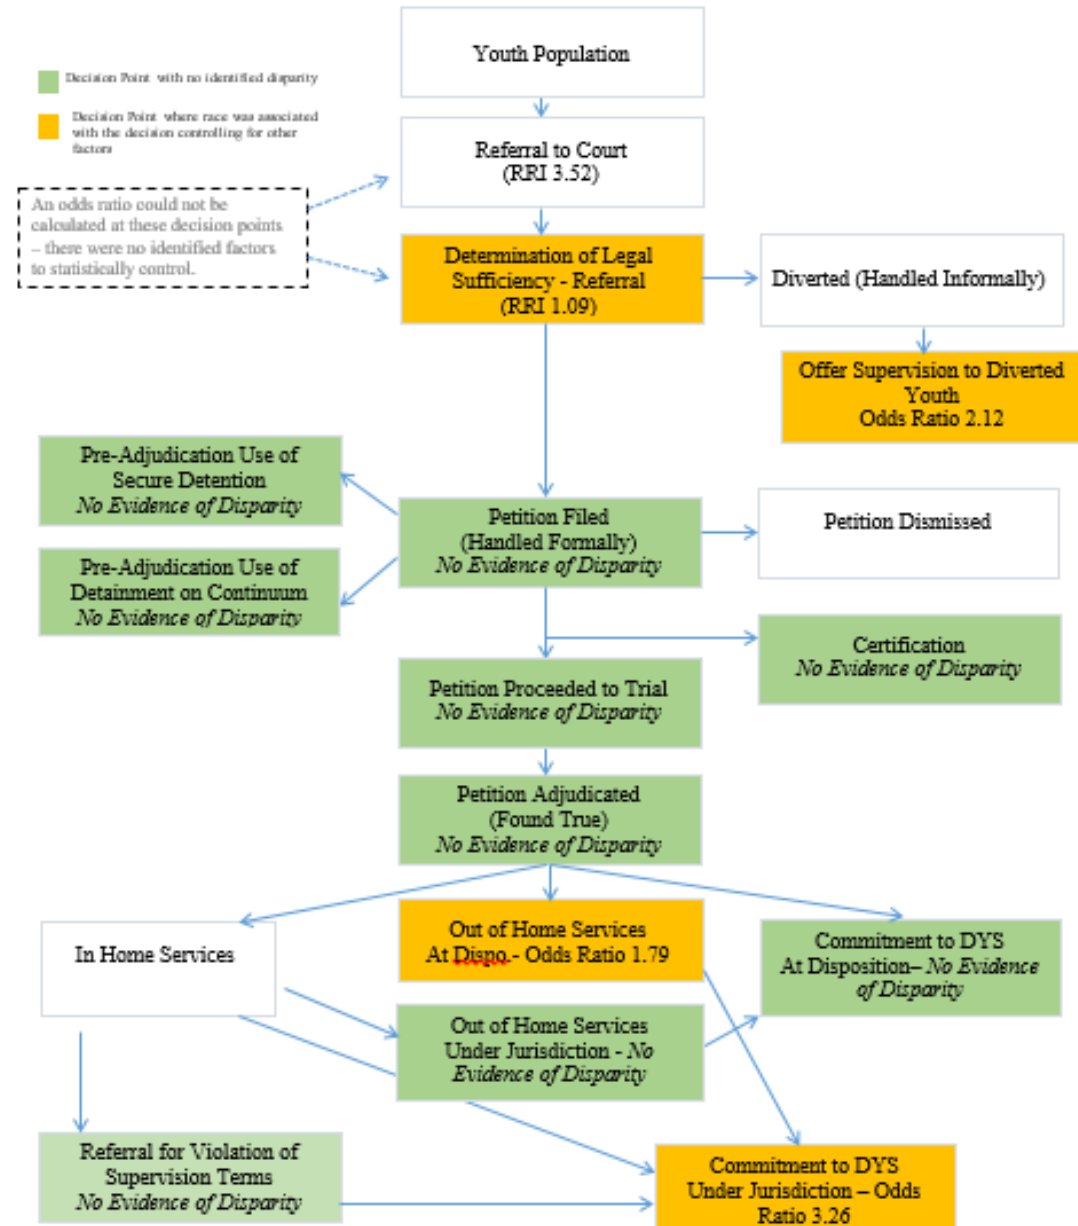 Youth Population
Decision Point with no identified disparity
Decision Point where race was associated
with the decision controlling for other
factors
Referral to Court
(RRI 3.52)
An odds ratio could not be
calculated at these decision points
– there were no identified factors
to statistically control.
Determination of Legal
Sufficiency - Referral
(RRI 1.09)
Diverted (Handled Informally)
Offer Supervision to Diverted
Youth
Odds Ratio 2.12
Pre-Adjudication Use of
Secure Detention
No Evidence of Disparity
Petition Filed
(Handled Formally)
No Evidence of Disparity
Petition Dismissed
Pre-Adjudication Use of
Detainment on Continuum
No Evidence of Disparity
Certification
No Evidence of Disparity
Petition Proceeded to Trial
No Evidence of Disparity
Petition Adjudicated
(Found True)
No Evidence of Disparity
In Home Services
Out of Home Services
At Dispo.- Odds Ratio 1.79
Commitment to DYS
At Disposition– No Evidence
of Disparity
Out of Home Services
Under Jurisdiction - No
Evidence of Disparity
Referral for Violation of
Supervision Terms
No Evidence of Disparity
Commitment to DYS
Under Jurisdiction – Odds
Ratio 3.26